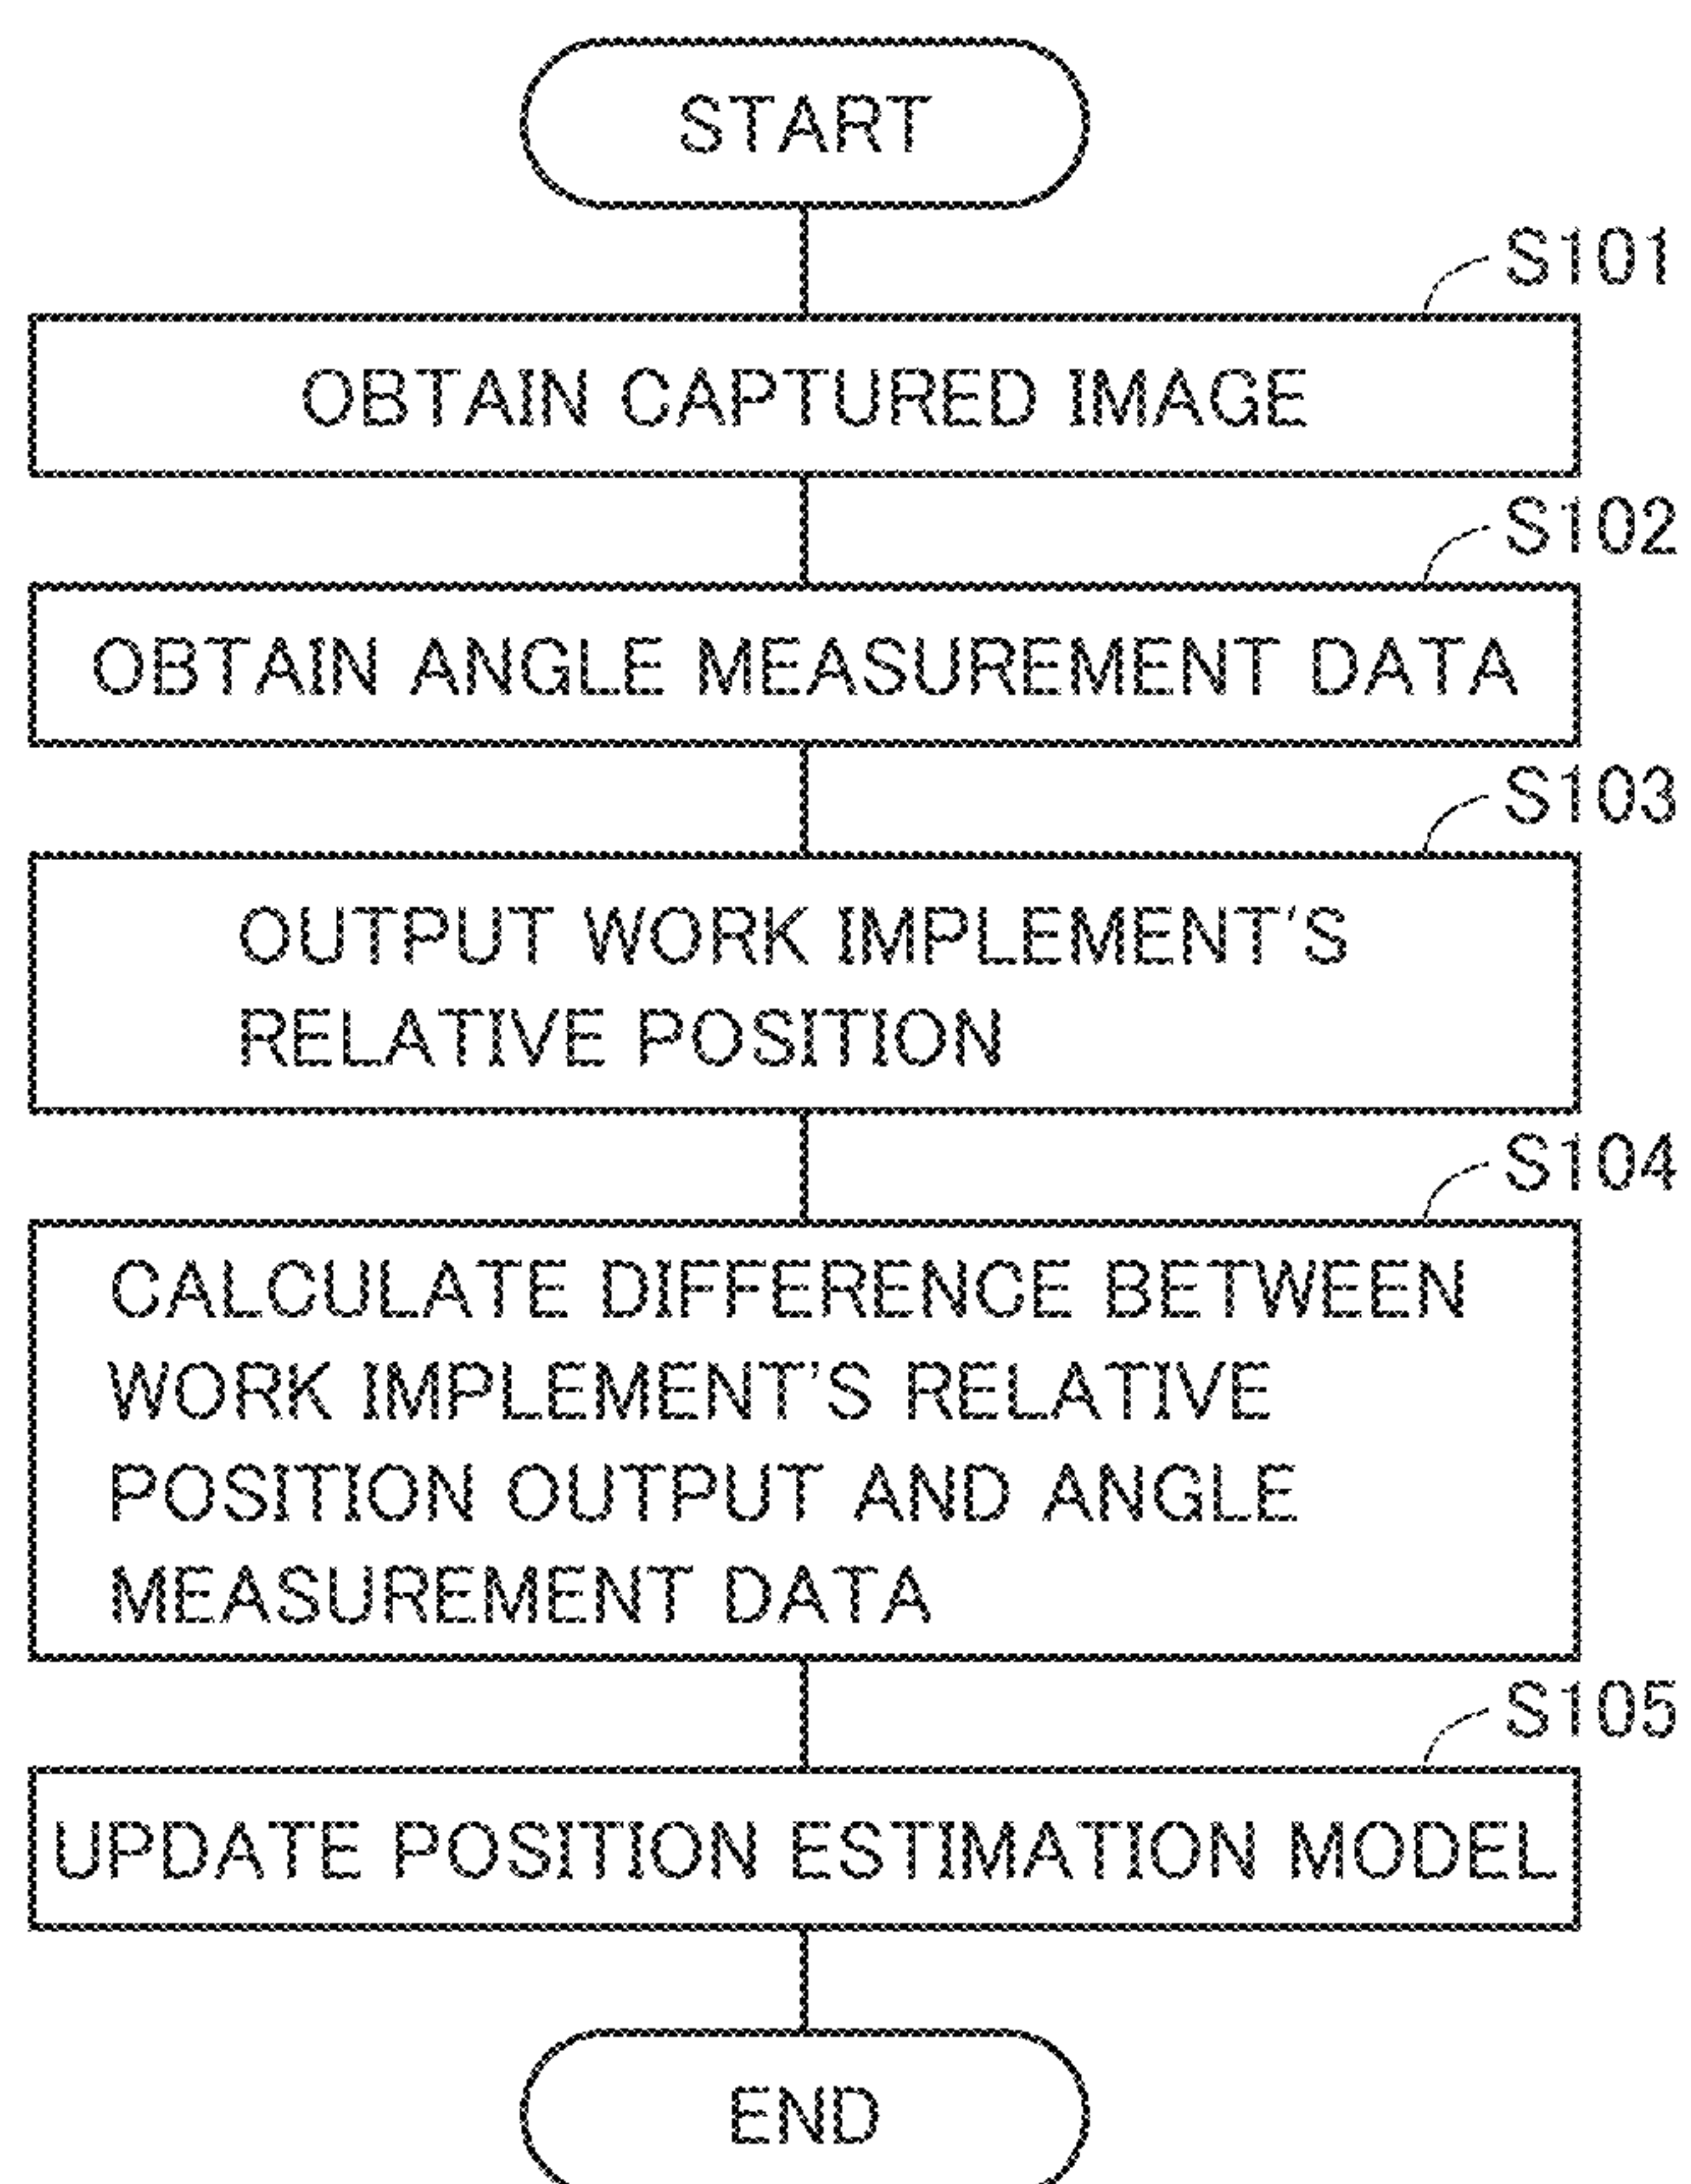 START
S101
OBTAIN CAPTURED IMAGE
S102
OBTAIN ANGLE MEASUREMENT DATA
S103
OUTPUT WORK IMPLEMENT'S
RELATIVE POSITION
S104
CALCULATE DIFFERENCE BETWEEN
WORK IMPLEMENT'S RELATIVE
POSITION OUTPUT AND ANGLE
MEASUREMENT DATA
S105
UPDATE POSITION ESTIMATION MODEL
END